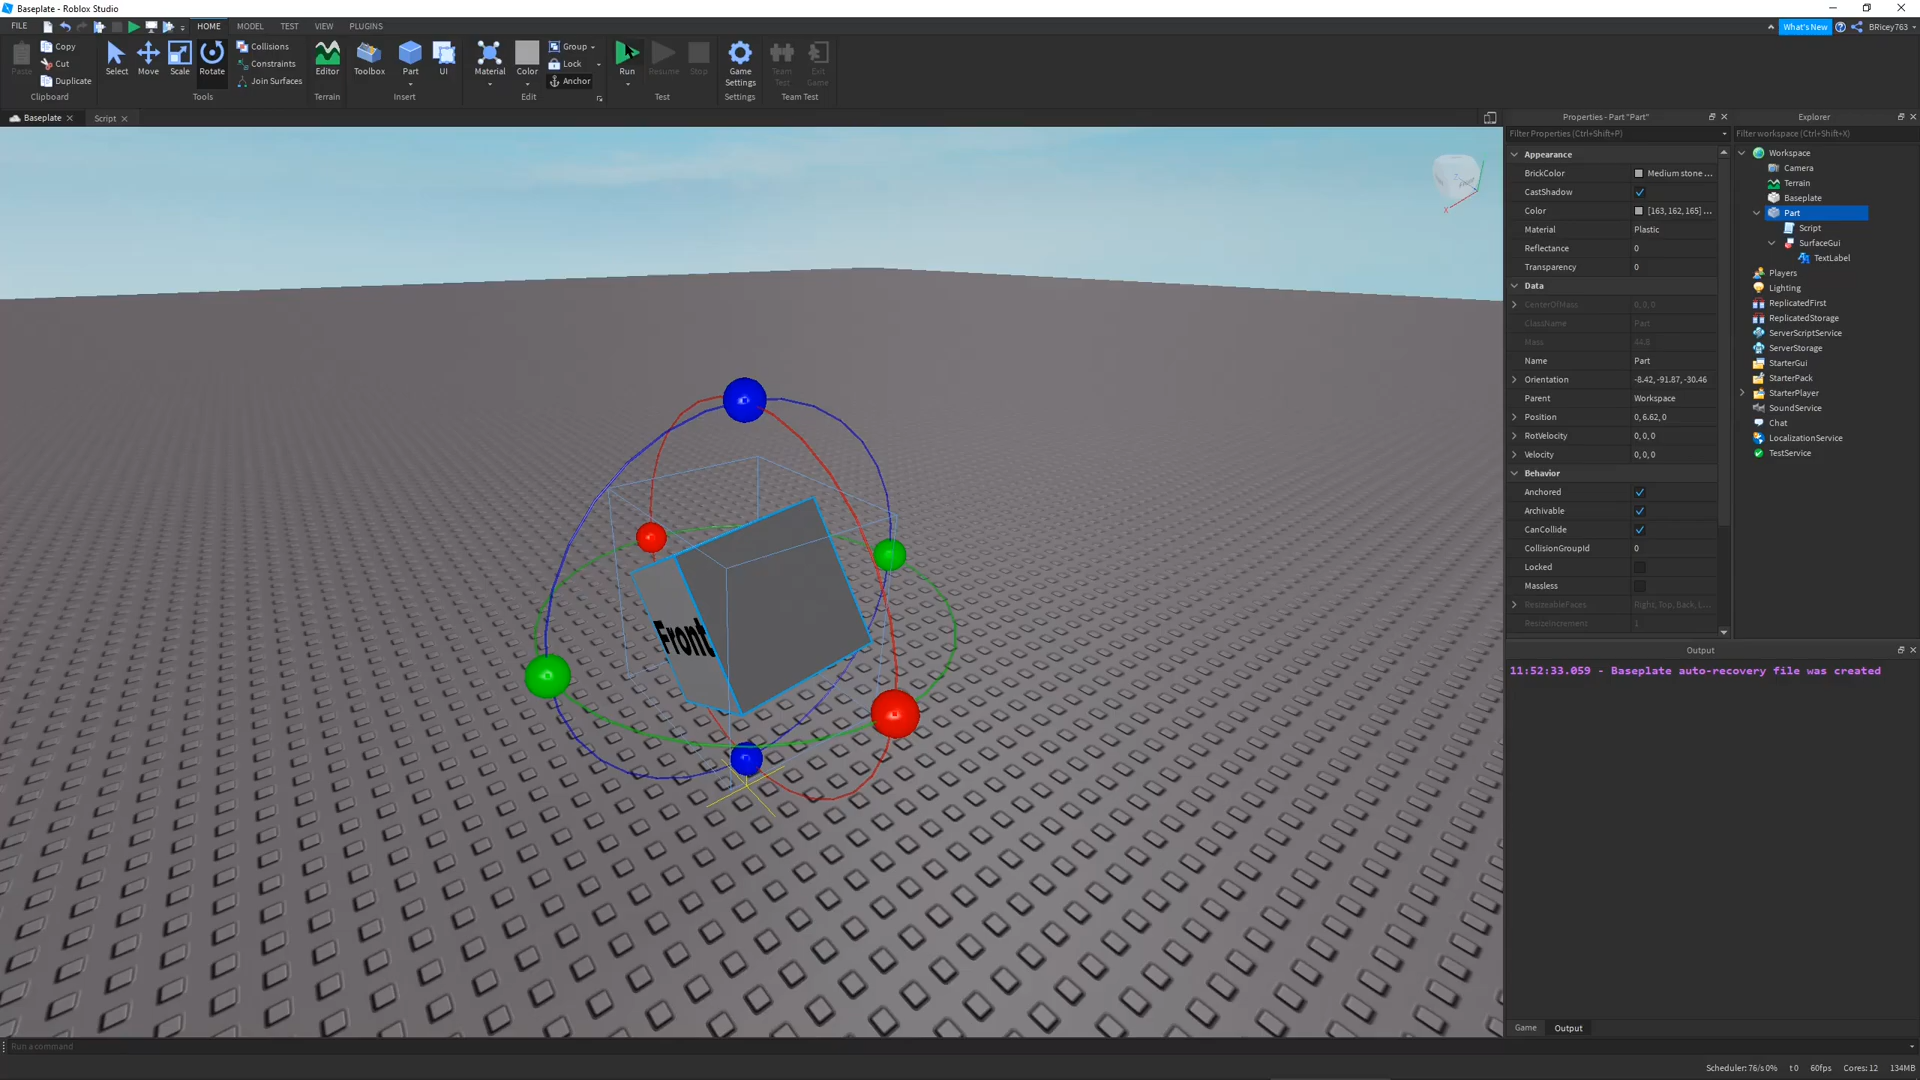 Baseplate - Roblox Studio
FILE HOME MODEL TEST VIEW PLUGINS What's New BRicey763
Paste Copy Cut Duplicate Clipboard
Select Move Scale Rotate Collisions Constraints Join Surfaces Tools
Editor Terrain
Toolbox Part UI Insert
Material Color Group Lock Anchor Edit
Run Resume Stop Test
Game Settings Settings
Team Test Exit Game Team Test
Baseplate Script
Front
Properties - Part "Part"
Filter Properties (Ctrl+Shift+P)
Appearance
BrickColor Medium stone ...
CastShadow
Color [163, 162, 165] ...
Material Plastic
Reflectance 0
Transparency 0
Data
CenterOfMass 0, 0, 0
ClassName Part
Mass 44.8
Name Part
Orientation -8.42, -91.87, -30.46
Parent Workspace
Position 0, 6.62, 0
RotVelocity 0, 0, 0
Velocity 0, 0, 0
Behavior
Anchored
Archivable
CanCollide
CollisionGroupId 0
Locked
Massless
ResizeableFaces Right, Top, Back, L...
ResizeIncrement 1
Explorer
Filter workspace (Ctrl+Shift+X)
Workspace
Camera
Terrain
Baseplate
Part
Script
SurfaceGui
TextLabel
Players
Lighting
ReplicatedFirst
ReplicatedStorage
ServerScriptService
ServerStorage
StarterGui
StarterPack
StarterPlayer
SoundService
Chat
LocalizationService
TestService
Output
11:52:33.059 - Baseplate auto-recovery file was created
Game Output
Run a command
Scheduler: 76/s 0% t 0 60fps Cores: 12 134MB